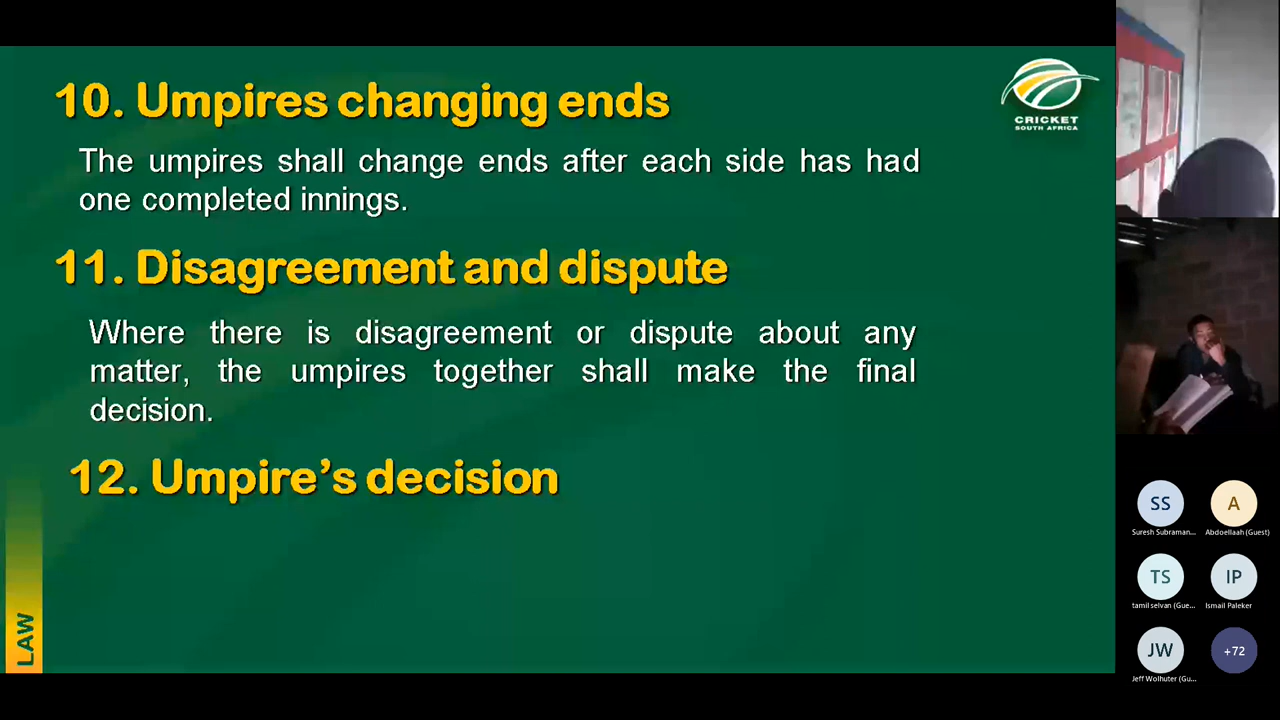 10. Umpires changing ends
The umpires shall change ends after each side has had
one completed innings.
11. Disagreement and dispute
Where there is disagreement or dispute about any
matter, the umpires together shall make the final
decision.
12. Umpire’s decision
LAW
CRICKET
SOUTH AFRICA
SS
A
Suresh Subraman...
Abdoellaah (Guest)
TS
IP
tamil selvan (Gue...
Ismail Paleker
JW
+72
Jeff Wolhuter (Gu...